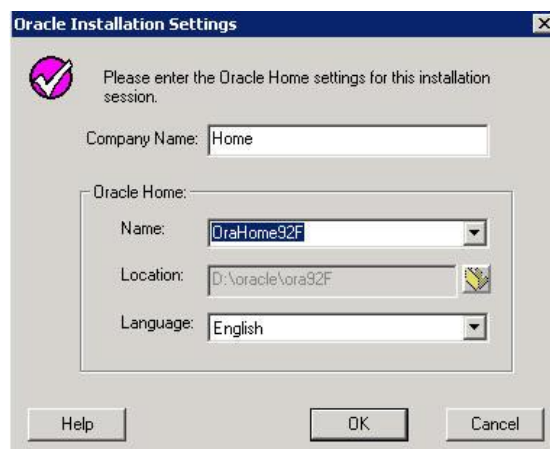 Oracle Installation Settings
Please enter the Oracle Home settings for this installation
session.
Company Name: Home
Oracle Home:
Name: OraHome92F
Location: D:\oracle\ora92F
Language: English
Help OK Cancel